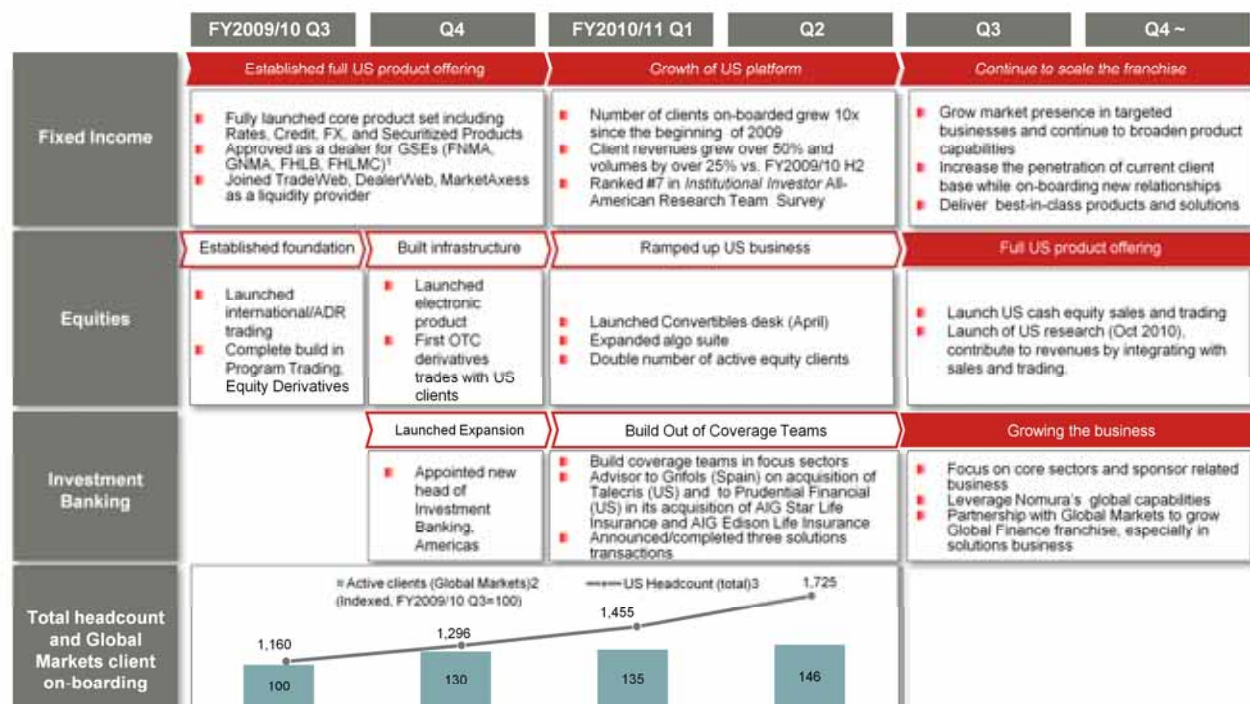 FY2009/10 Q3
Q4
FY2010/11 Q1
Q2
Q3
Q4 ~
Fixed Income
Established full US product offering
Growth of US platform
Continue to scale the franchise
Fully launched core product set including
Rates, Credit, FX, and Securitized Products
Approved as a dealer for GSEs (FNMA,
GNMA, FHLB, FHLMC)¹
Joined TradeWeb, DealerWeb, MarketAxess
as a liquidity provider
Number of clients on-boarded grew 10x
since the beginning of 2009
Client revenues grew over 50% and
volumes by over 25% vs. FY2009/10 H2
Ranked #7 in Institutional Investor All-
American Research Team Survey
Grow market presence in targeted
businesses and continue to broaden product
capabilities
Increase the penetration of current client
base while on-boarding new relationships
Deliver best-in-class products and solutions
Equities
Established foundation
Built infrastructure
Ramped up US business
Full US product offering
Launched
international/ADR
trading
Complete build in
Program Trading,
Equity Derivatives
Launched
electronic
product
First OTC
derivatives
trades with US
clients
Launched Convertibles desk (April)
Expanded algo suite
Double number of active equity clients
Launch US cash equity sales and trading
Launch of US research (Oct 2010),
contribute to revenues by integrating with
sales and trading.
Investment
Banking
Launched Expansion
Build Out of Coverage Teams
Growing the business
Appointed new
head of
Investment
Banking,
Americas
Build coverage teams in focus sectors
Advisor to Grifols (Spain) on acquisition of
Talecris (US) and to Prudential Financial
(US) in its acquisition of AIG Star Life
Insurance and AIG Edison Life Insurance
Announced/completed three solutions
transactions
Focus on core sectors and sponsor related
business
Leverage Nomura's global capabilities
Partnership with Global Markets to grow
Global Finance franchise, especially in
solutions business
Total headcount
and Global
Markets client
on-boarding
Active clients (Global Markets)2
(Indexed, FY2009/10 Q3=100)
US Headcount (total)3
1,160
1,296
1,455
1,725
100
130
135
146